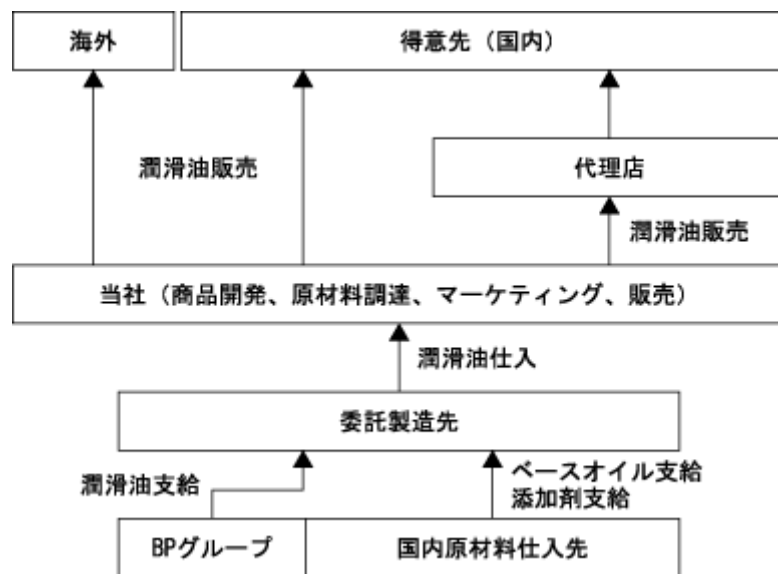 海外
得意先（国内）
潤滑油販売
代理店
潤滑油販売
当社（商品開発、原材料調達、マーケティング、販売）
潤滑油仕入
委託製造先
潤滑油支給
ベースオイル支給
添加剤支給
BPグループ
国内原材料仕入先